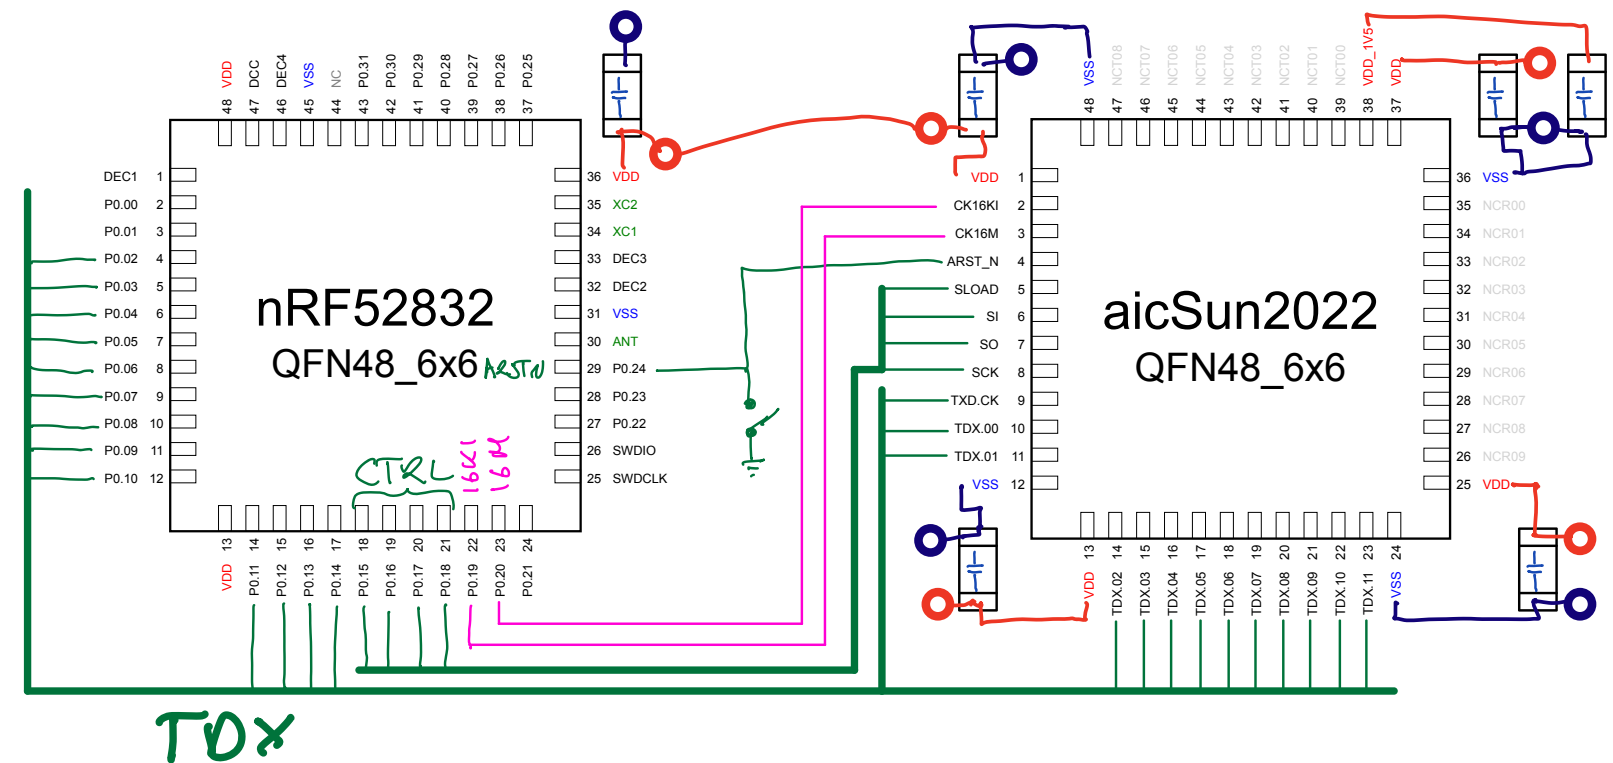 48 VDD
47 DCC
46 DEC4
45 VSS
44 NC
43 P0.31
42 P0.30
41 P0.29
40 P0.28
39 P0.27
38 P0.26
37 P0.25
DEC1 1
P0.00 2
P0.01 3
P0.02 4
P0.03 5
P0.04 6
P0.05 7
P0.06 8
P0.07 9
P0.08 10
P0.09 11
P0.10 12
nRF52832
QFN48_6x6
ARSTN
CTRL
16KI
16M
36 VDD
35 XC2
34 XC1
33 DEC3
32 DEC2
31 VSS
30 ANT
29 P0.24
28 P0.23
27 P0.22
26 SWDIO
25 SWDCLK
13 VDD
14 P0.11
15 P0.12
16 P0.13
17 P0.14
18 P0.15
19 P0.16
20 P0.17
21 P0.18
22 P0.19
23 P0.20
24 P0.21
48 VSS
47 NCT08
46 NCT07
45 NCT06
44 NCT05
43 NCT04
42 NCT03
41 NCT02
40 NCT01
39 NCT00
38 VDD_1V5
37 VDD
VDD 1
CK16KI 2
CK16M 3
ARST_N 4
SLOAD 5
SI 6
SO 7
SCK 8
TXD.CK 9
TDX.00 10
TDX.01 11
VSS 12
aicSun2022
QFN48_6x6
36 VSS
35 NCR00
34 NCR01
33 NCR02
32 NCR03
31 NCR04
30 NCR05
29 NCR06
28 NCR07
27 NCR08
26 NCR09
25 VDD
13 VDD
14 TDX.02
15 TDX.03
16 TDX.04
17 TDX.05
18 TDX.06
19 TDX.07
20 TDX.08
21 TDX.09
22 TDX.10
23 TDX.11
24 VSS
TDX